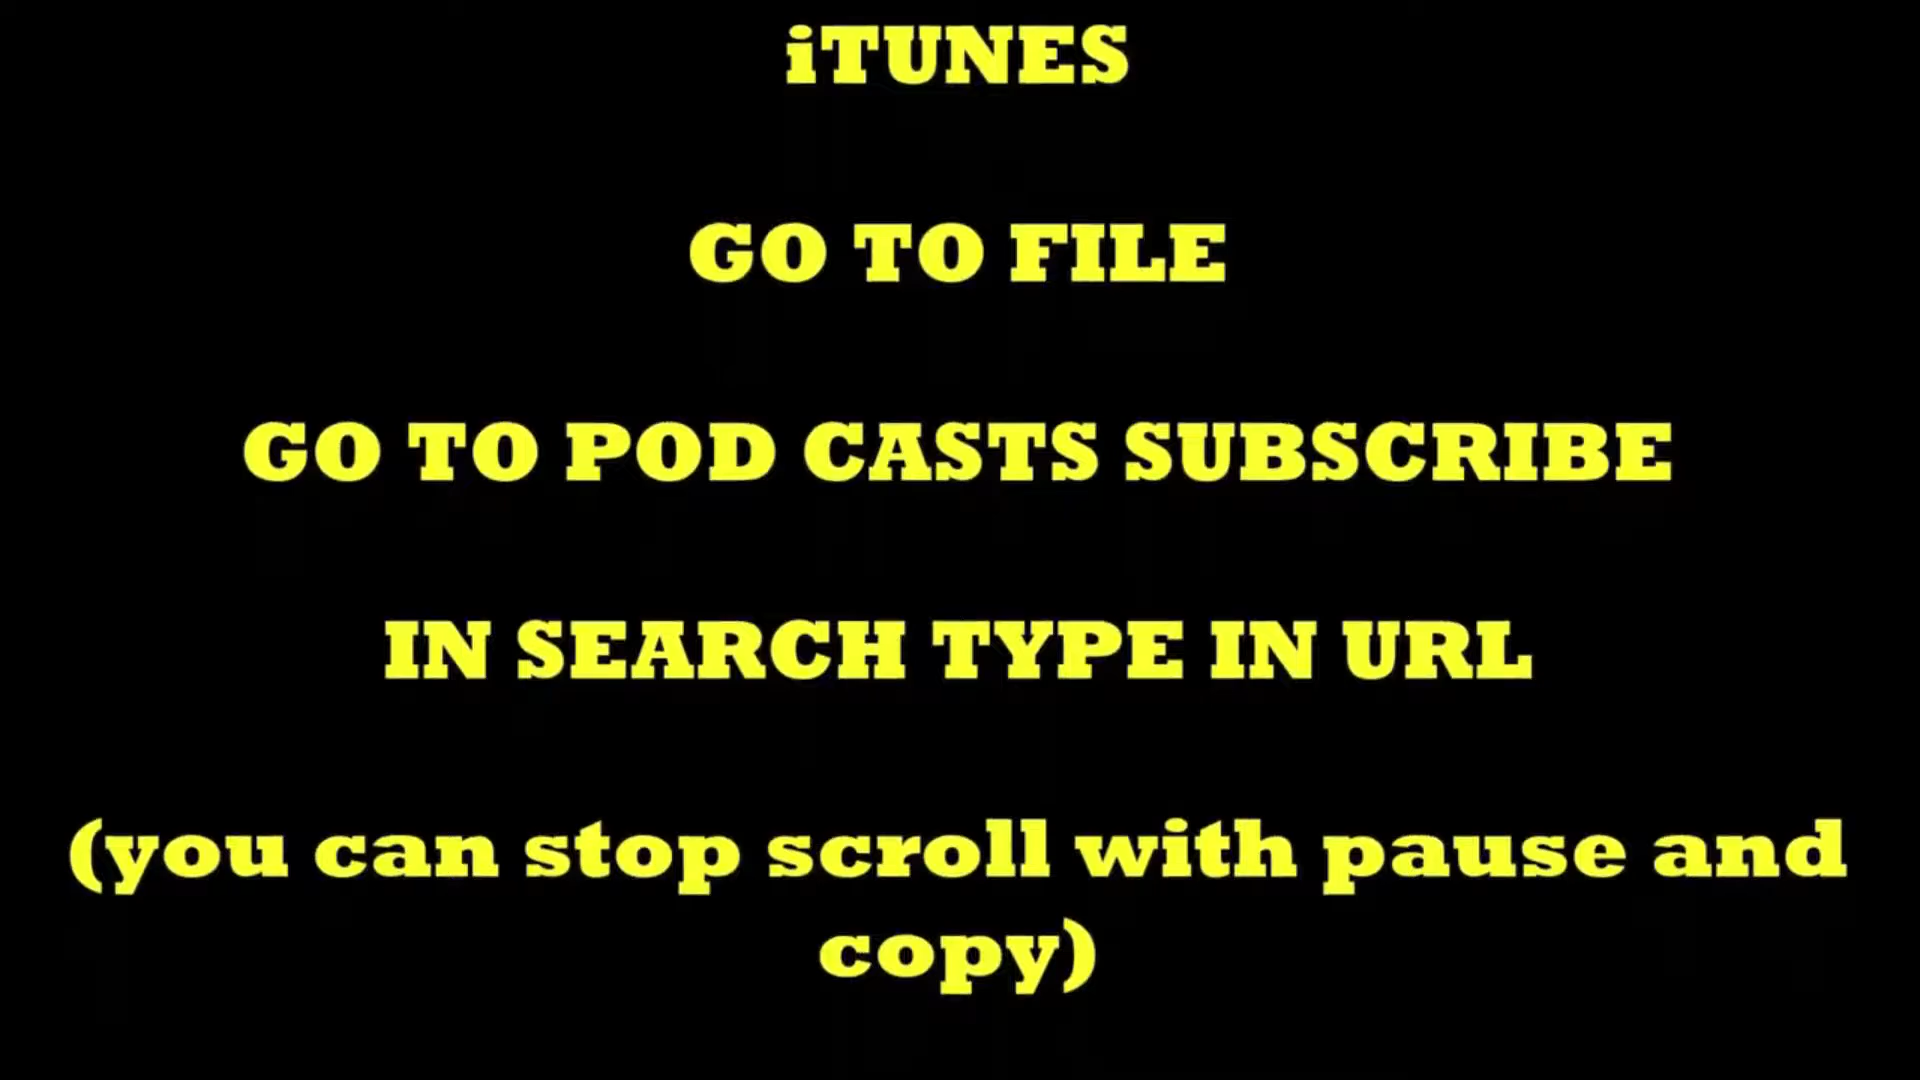 iTUNES
GO TO FILE
GO TO POD CASTS SUBSCRIBE
IN SEARCH TYPE IN URL
(you can stop scroll with pause and
copy)